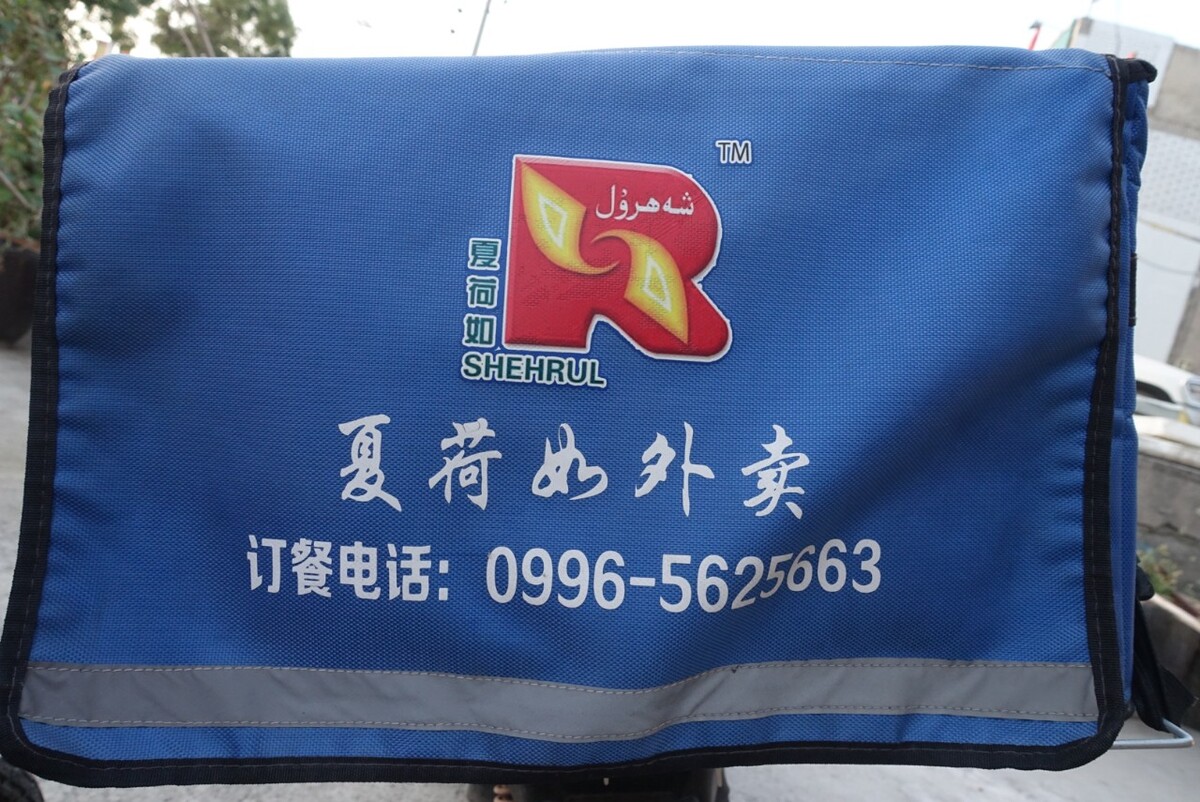 TM
شەھرۇل
夏荷如
SHEHRUL
夏荷如外卖
订餐电话：0996-5625663